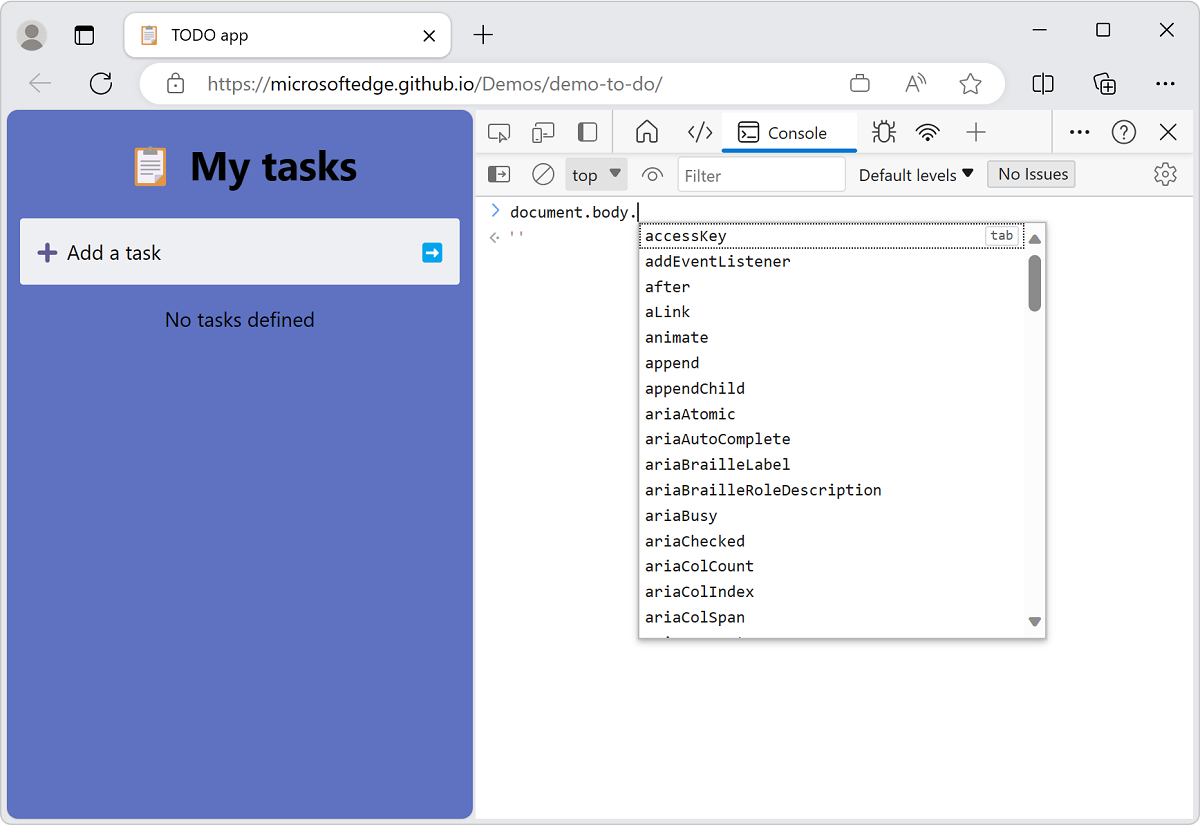 TODO app
https://microsoftedge.github.io/Demos/demo-to-do/
My tasks
Add a task
No tasks defined
Console
top
Filter
Default levels
No Issues
> document.body.
''
accessKey tab
addEventListener
after
aLink
animate
append
appendChild
ariaAtomic
ariaAutoComplete
ariaBrailleLabel
ariaBrailleRoleDescription
ariaBusy
ariaChecked
ariaColCount
ariaColIndex
ariaColSpan